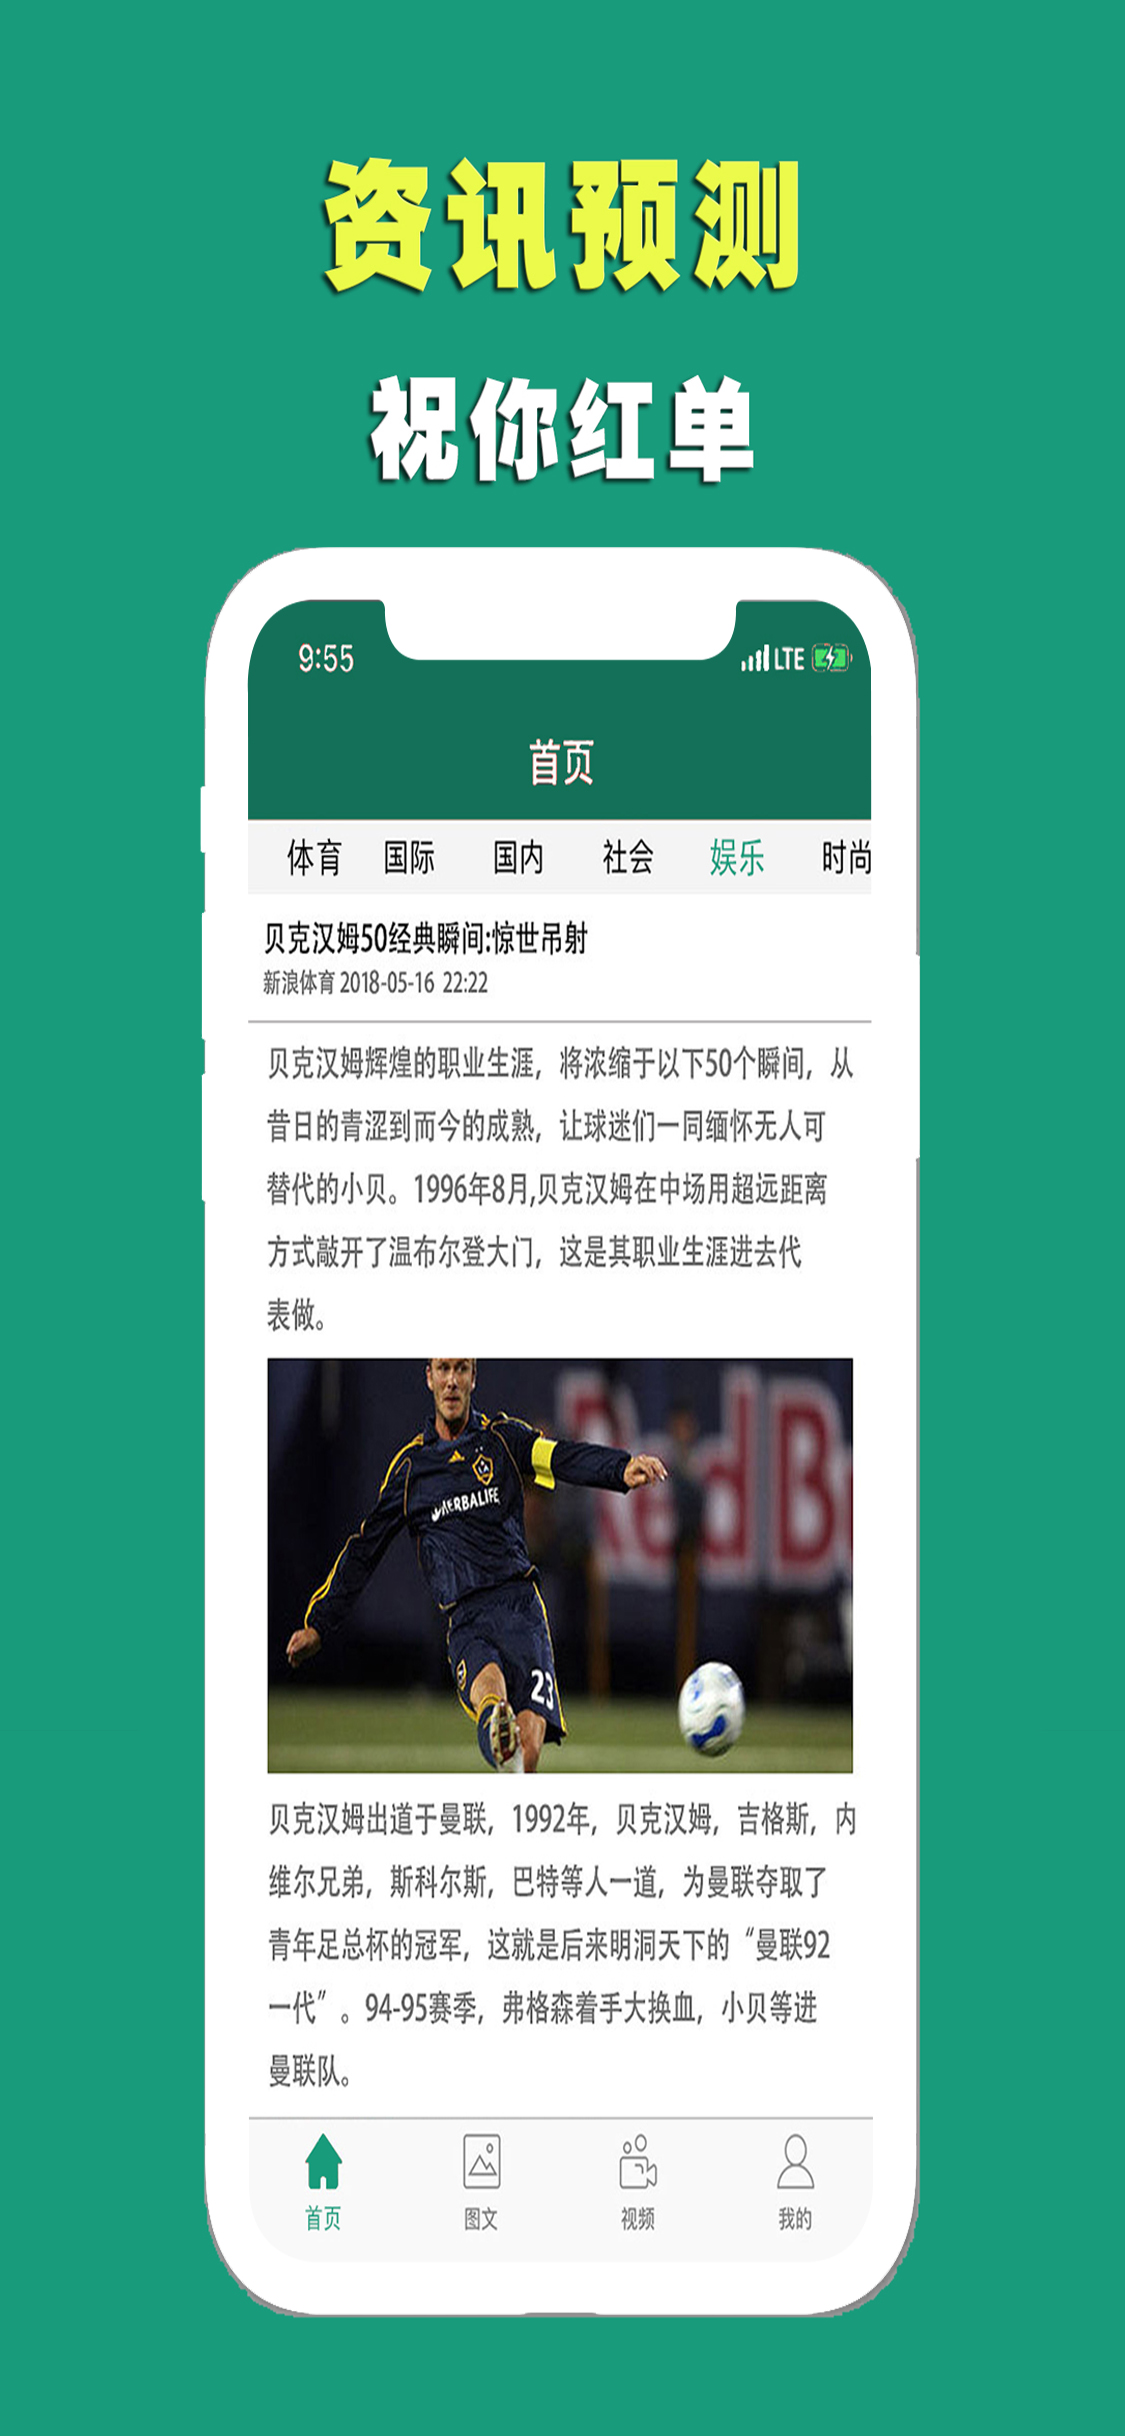 资讯预测
祝你红单
9:55 LTE
首页
体育 国际 国内 社会 娱乐 时尚
贝克汉姆50经典瞬间:惊世吊射
新浪体育 2018-05-16 22:22
贝克汉姆辉煌的职业生涯，将浓缩于以下50个瞬间，从
昔日的青涩到而今的成熟，让球迷们一同缅怀无人可
替代的小贝。1996年8月,贝克汉姆在中场用超远距离
方式敲开了温布尔登大门，这是其职业生涯进去代
表做。
Red B
LA
HERBALIFE
23
贝克汉姆出道于曼联，1992年，贝克汉姆，吉格斯，内
维尔兄弟，斯科尔斯，巴特等人一道，为曼联夺取了
青年足总杯的冠军，这就是后来明洞天下的“曼联92
一代”。94-95赛季，弗格森着手大换血，小贝等进
曼联队。
首页 图文 视频 我的